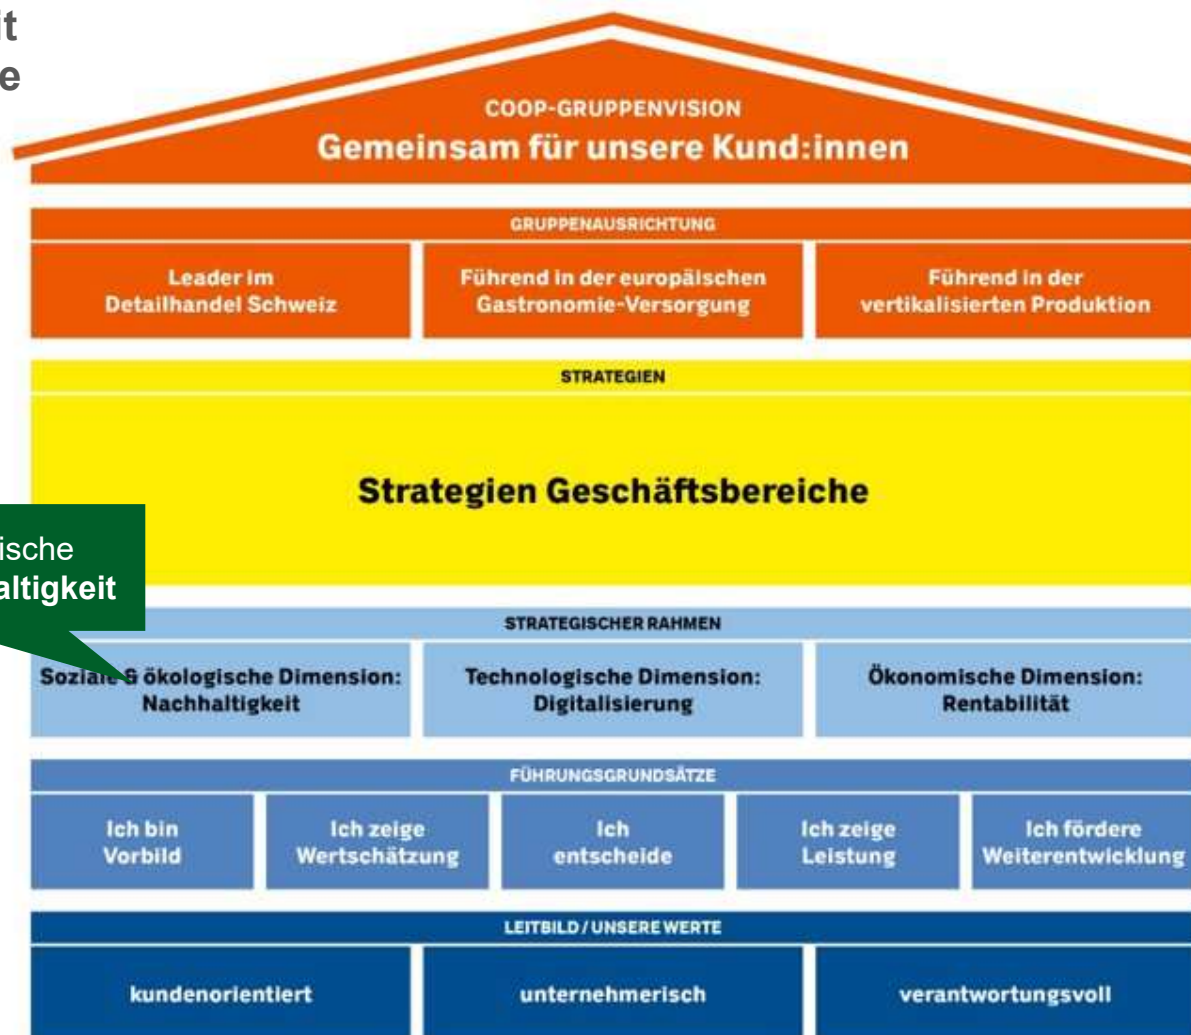 it
e
COOP-GRUPPENVISION
Gemeinsam für unsere Kund:innen
GRUPPENAUSRICHTUNG
Leader im
Detailhandel Schweiz
Führend in der europäischen
Gastronomie-Versorgung
Führend in der
vertikalisierten Produktion
STRATEGIEN
Strategien Geschäftsbereiche
ische
altigkeit
STRATEGISCHER RAHMEN
Soziale & ökologische Dimension:
Nachhaltigkeit
Technologische Dimension:
Digitalisierung
Ökonomische Dimension:
Rentabilität
FÜHRUNGSGRUNDSÄTZE
Ich bin
Vorbild
Ich zeige
Wertschätzung
Ich
entscheide
Ich zeige
Leistung
Ich fördere
Weiterentwicklung
LEITBILD / UNSERE WERTE
kundenorientiert
unternehmerisch
verantwortungsvoll